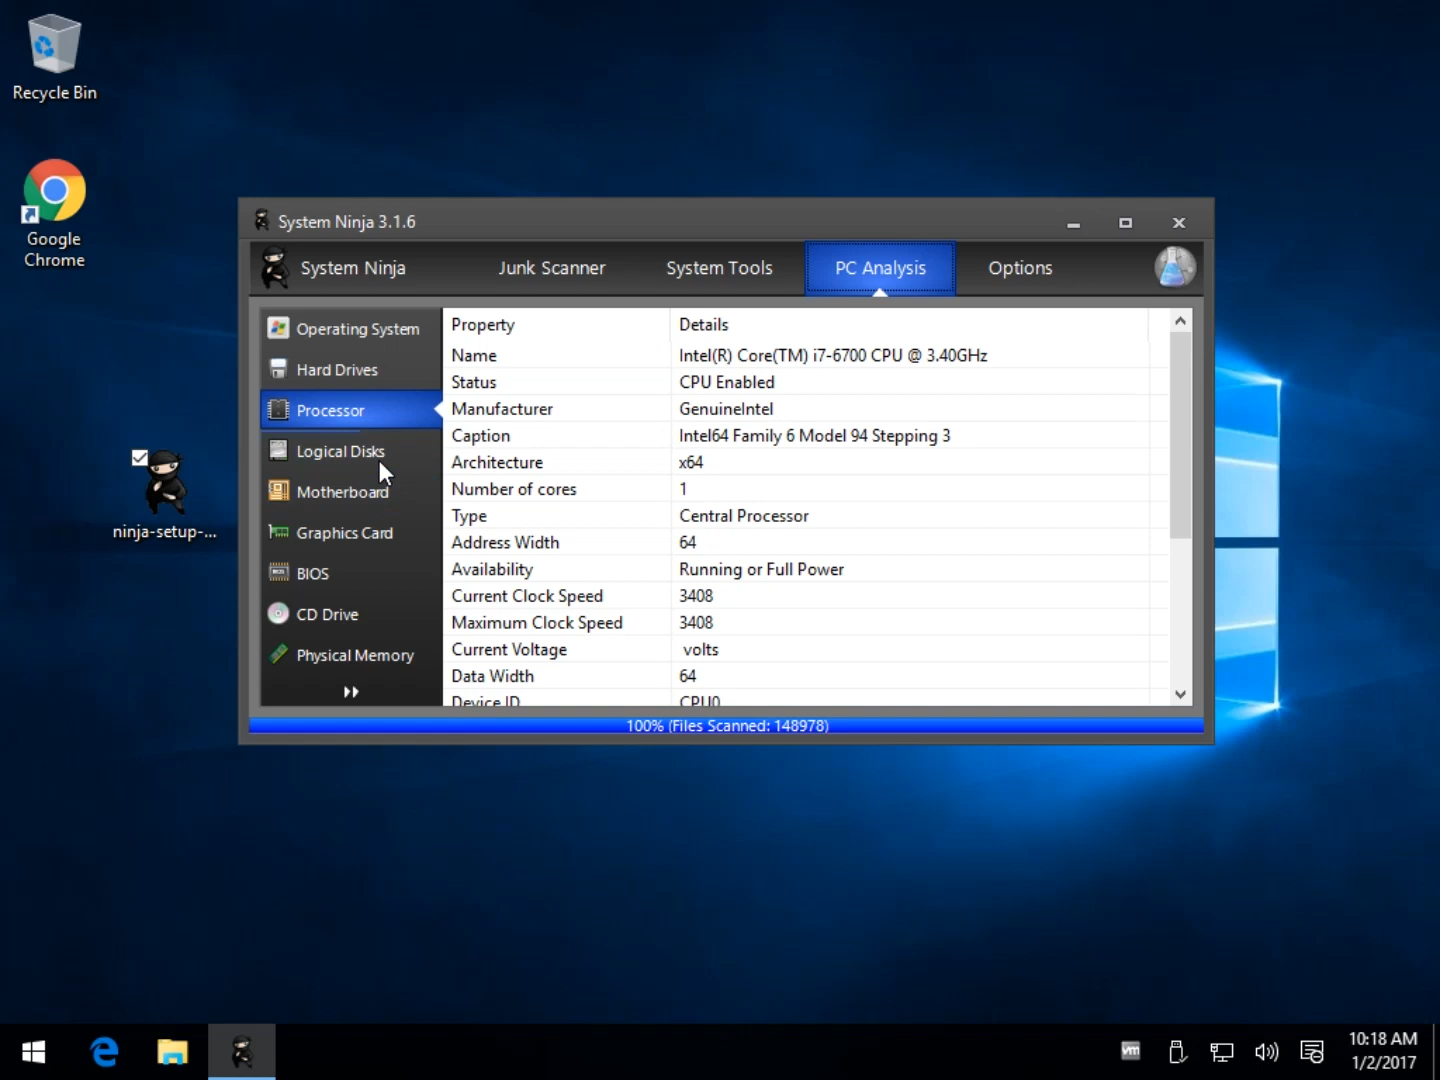 Recycle Bin
Google
Chrome
ninja-setup-...
System Ninja 3.1.6
System Ninja
Junk Scanner
System Tools
PC Analysis
Options
Operating System
Hard Drives
Processor
Logical Disks
Motherboard
Graphics Card
BIOS
CD Drive
Physical Memory
Property Details
Name Intel(R) Core(TM) i7-6700 CPU @ 3.40GHz
Status CPU Enabled
Manufacturer GenuineIntel
Caption Intel64 Family 6 Model 94 Stepping 3
Architecture x64
Number of cores 1
Type Central Processor
Address Width 64
Availability Running or Full Power
Current Clock Speed 3408
Maximum Clock Speed 3408
Current Voltage volts
Data Width 64
Device ID CPU0
100% (Files Scanned: 148978)
vm
10:18 AM
1/2/2017